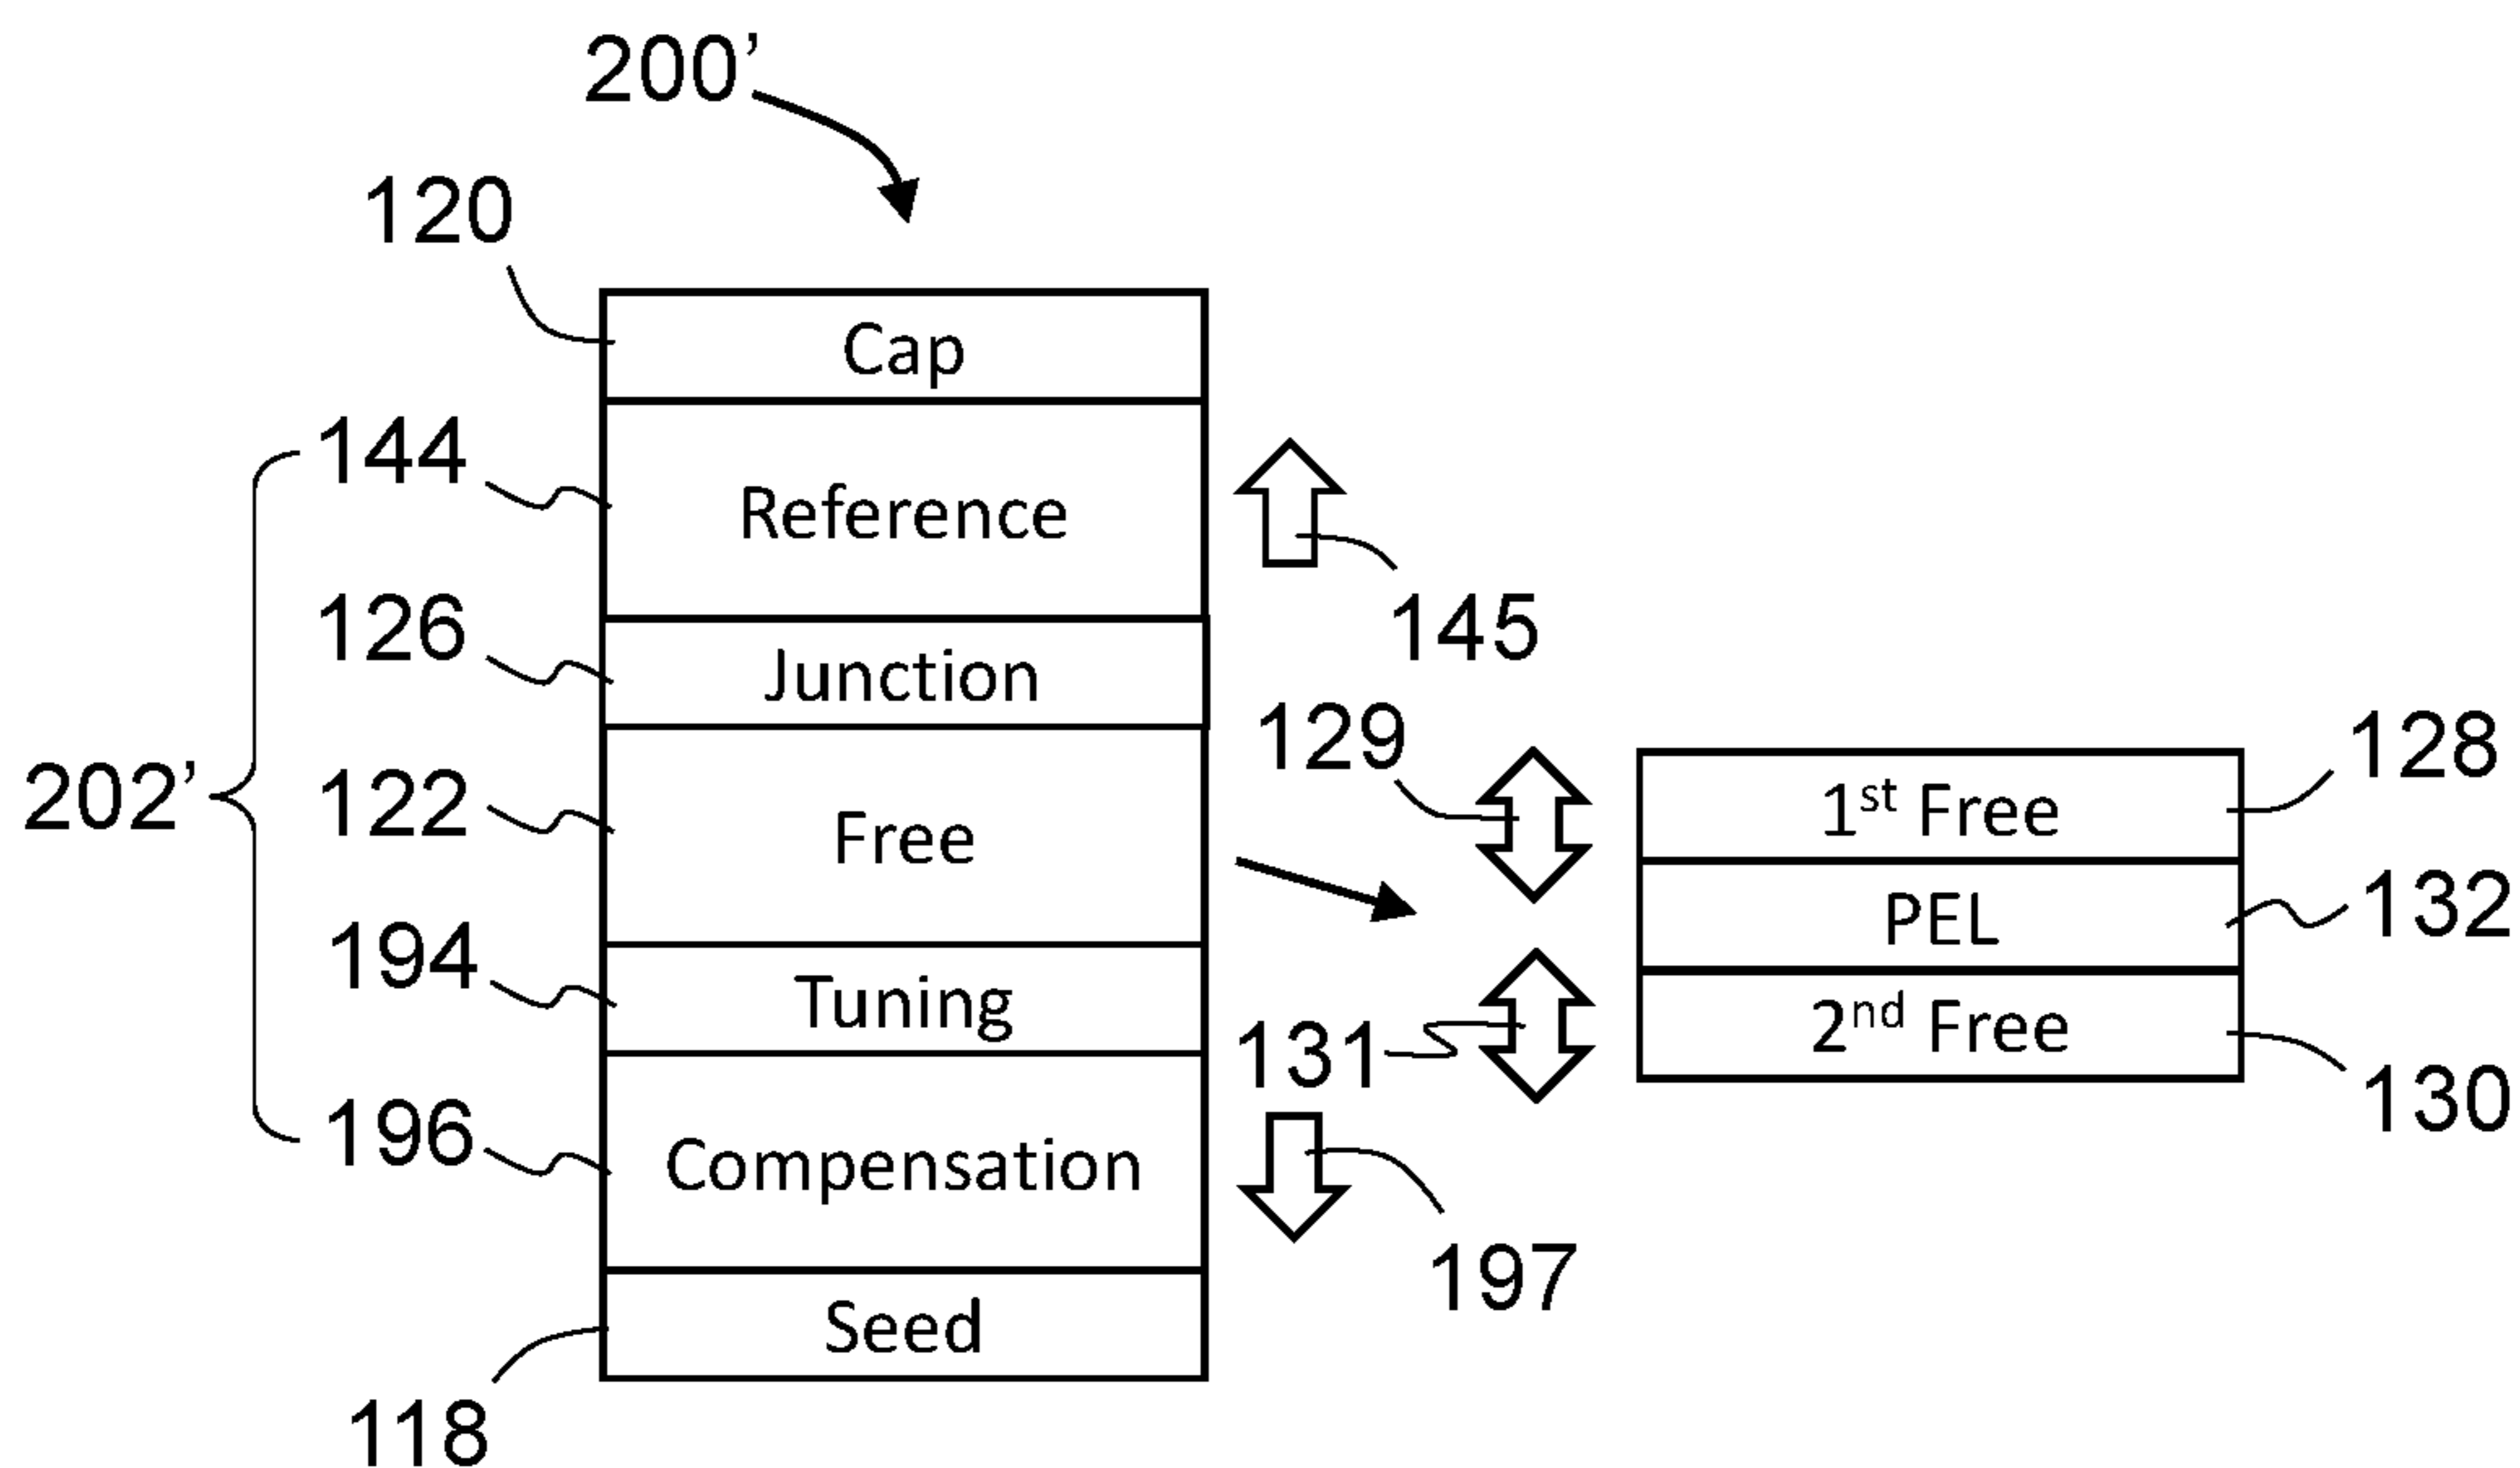 200’
120
Cap
144
Reference
145
126
Junction
129
128
1st Free
202’
122
Free
132
PEL
194
Tuning
131
2nd Free
130
196
Compensation
197
Seed
118